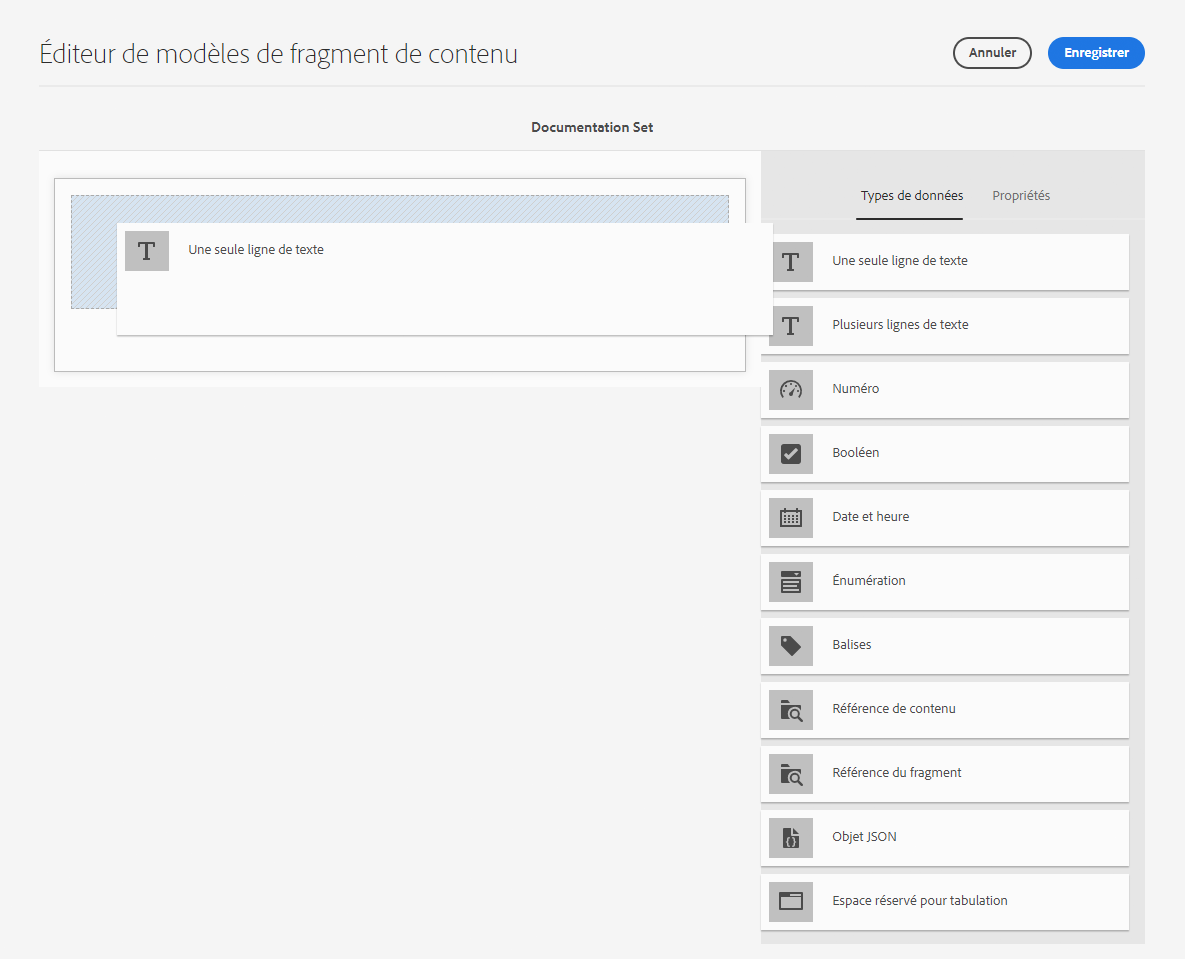 Éditeur de modèles de fragment de contenu
Annuler
Enregistrer
Documentation Set
Types de données
Propriétés
Une seule ligne de texte
Une seule ligne de texte
Plusieurs lignes de texte
Numéro
Booléen
Date et heure
Énumération
Balises
Référence de contenu
Référence du fragment
Objet JSON
Espace réservé pour tabulation